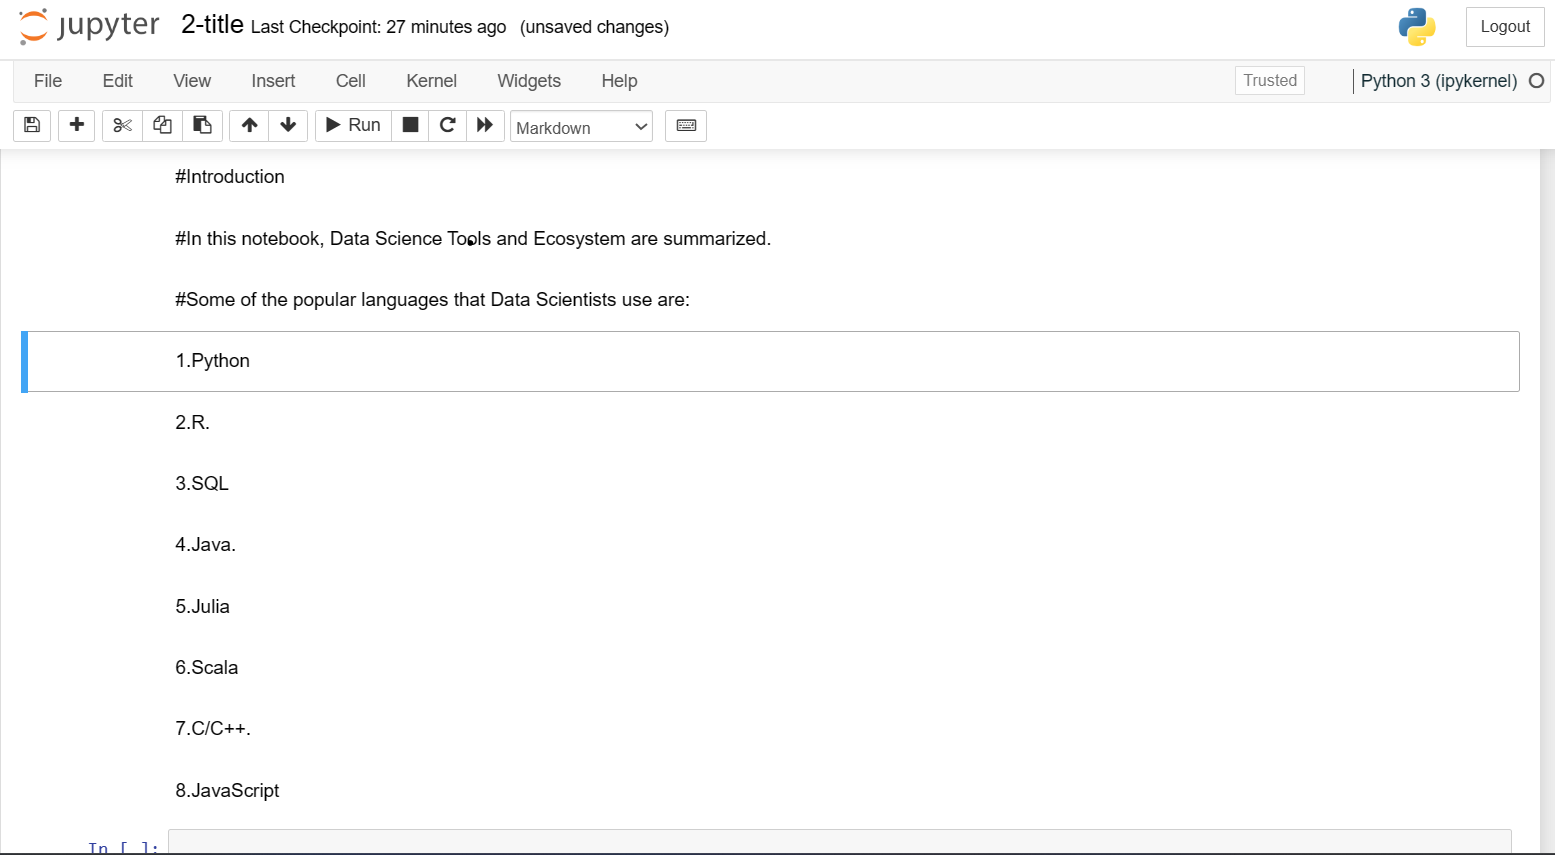 jupyter 2-title Last Checkpoint: 27 minutes ago (unsaved changes) Logout
File Edit View Insert Cell Kernel Widgets Help Trusted Python 3 (ipykernel)
Run Markdown
#Introduction
#In this notebook, Data Science Tools and Ecosystem are summarized.
#Some of the popular languages that Data Scientists use are:
1.Python
2.R.
3.SQL
4.Java.
5.Julia
6.Scala
7.C/C++.
8.JavaScript
In [ ]: